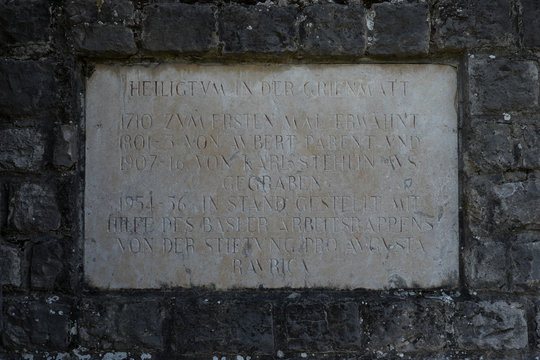 HEILIGTVM IN DER GRIENMATT
1710 ZVM ERSTEN MAL ERWÄHNT
1801-3 VON AVBERT PARENT VND
1907-16 VON KARL STEHLIN AVS
GEGRABEN
1954-56 IN STAND GESTELLT MIT
HILFE DES BASLER ARBEITSRAPPENS
VON DER STIFTVNG PRO AVGVSTA
RAVRICA